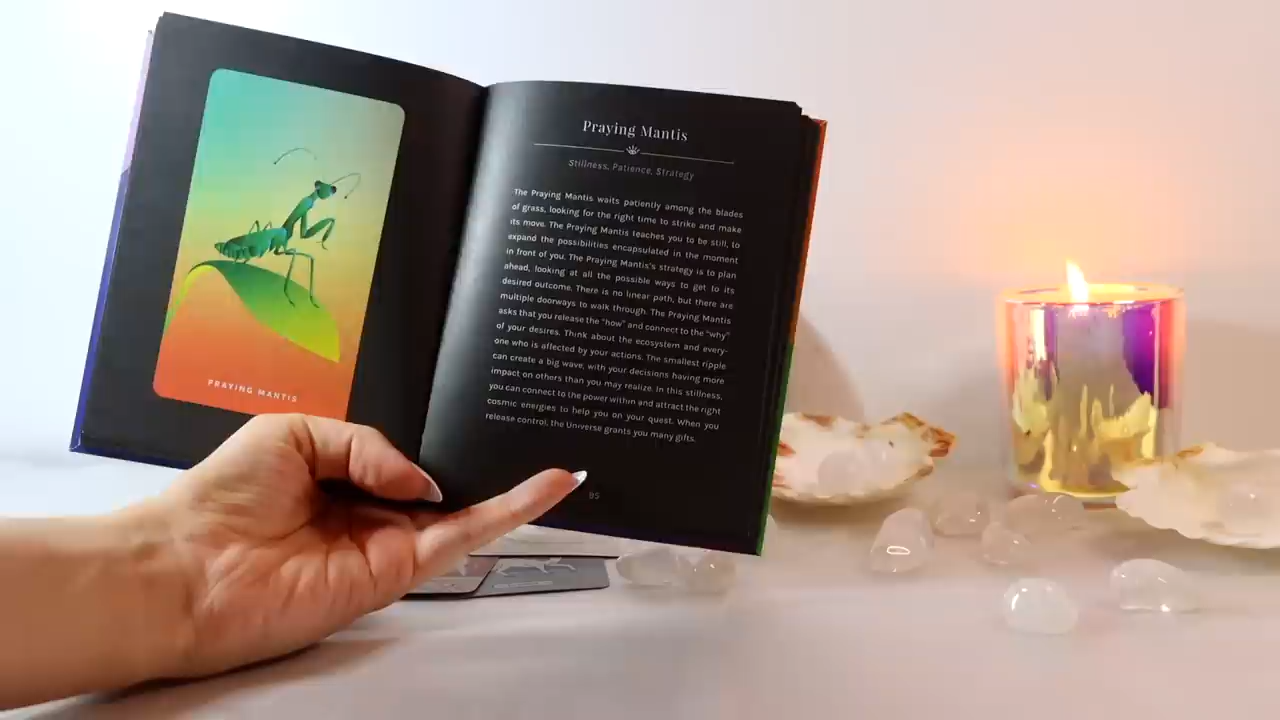 PRAYING MANTIS
Praying Mantis
Stillness, Patience, Strategy
The Praying Mantis waits patiently among the blades
of grass, looking for the right time to strike and make
its move. The Praying Mantis teaches you to be still, to
expand the possibilities encapsulated in the moment
in front of you. The Praying Mantis's strategy is to plan
ahead, looking at all the possible ways to get to its
desired outcome. There is no linear path, but there are
multiple doorways to walk through. The Praying Mantis
asks that you release the "how" and connect to the "why"
of your desires. Think about the ecosystem and every-
one who is affected by your actions. The smallest ripple
can create a big wave, with your decisions having more
impact on others than you may realize. In this stillness,
you can connect to the power within and attract the right
cosmic energies to help you on your quest. When you
release control, the Universe grants you many gifts.
95